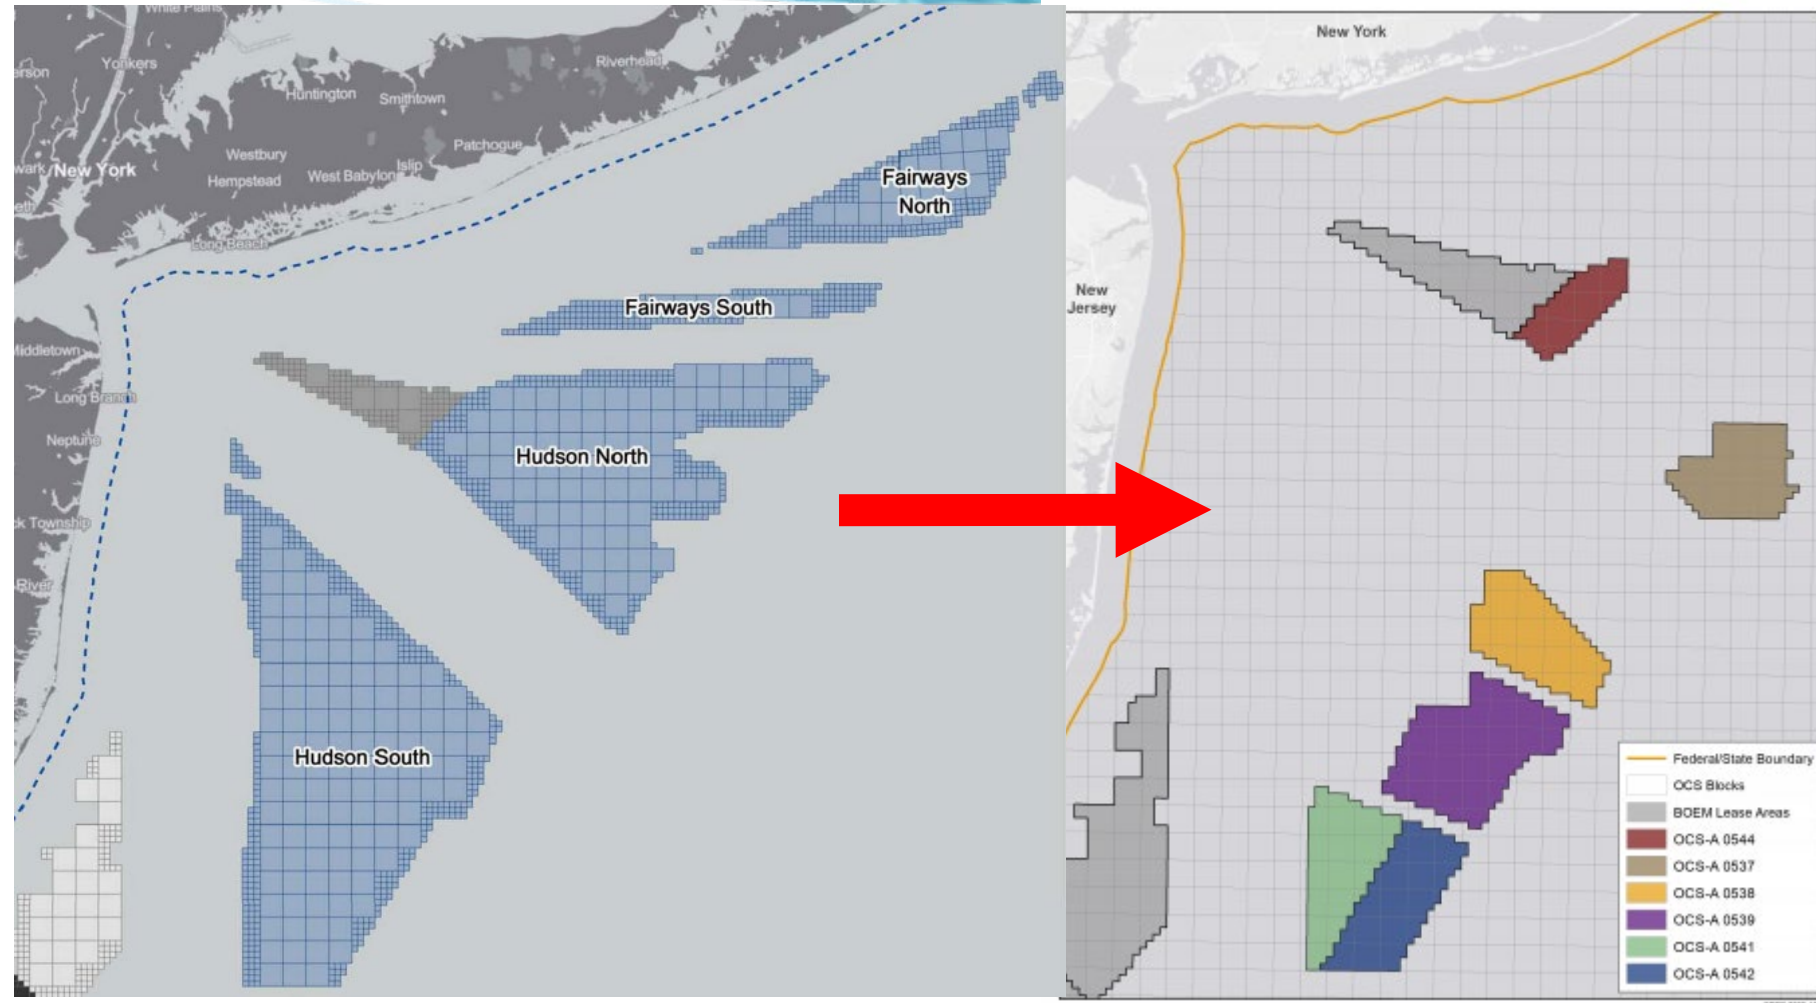 White Plains
Yonkers
Huntington
Smithtown
Riverhead
Patchogue
Westbury
Islip
West Babylon
Hempstead
New York
Long Beach
Middletown
Long Branch
Neptune
Township
River
Fairways
North
Fairways South
Hudson North
Hudson South
New York
New
Jersey
Federal/State Boundary
OCS Blocks
BOEM Lease Areas
OCS-A 0544
OCS-A 0537
OCS-A 0538
OCS-A 0539
OCS-A 0541
OCS-A 0542